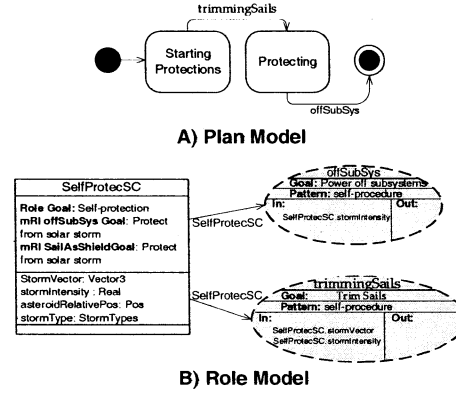 trimmingSails
Starting
Protections
Protecting
offSubSys
A) Plan Model
SelfProtecSC
Role Goal: Self-protection
mRI offSubSys Goal: Protect
from solar storm
mRI SailAsShieldGoal: Protect
from solar storm
StormVector: Vector3
stormIntensity : Real
asteroidRelativePos: Pos
stormType: StormTypes
SelfProtecSC
offSubSys
Goal: Power off subsystems
Pattern: self-procedure
In: Out:
SelfProtecSC.stormIntensity
SelfProtecSC
trimmingSails
Goal: Trim Sails
Pattern: self-procedure
In: Out:
SelfProtecSC.stormVector
SelfProtecSC.stormIntensity
B) Role Model